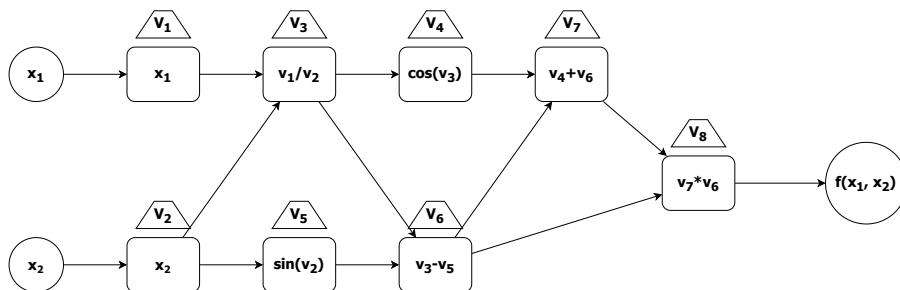 V₁
V₃
V₄
V₇
x₁
x₁
v₁/v₂
cos(v₃)
v₄+v₆
V₈
v₇*v₆
f(x₁, x₂)
V₂
V₅
V₆
x₂
x₂
sin(v₂)
v₃-v₅